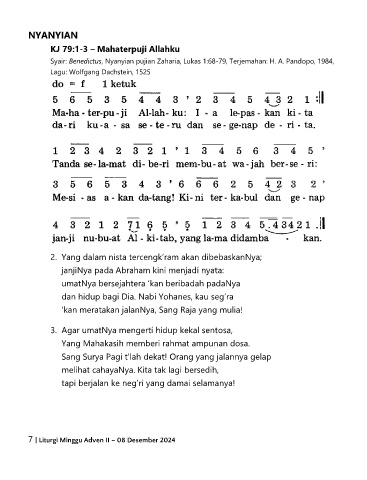 NYANYIAN
KJ 79:1-3 – Mahaterpuji Allahku
Syair: Benedictus, Nyanyian pujian Zaharia, Lukas 1:68-79, Terjemahan: H. A. Pandopo, 1984,
Lagu: Wolfgang Dachstein, 1525
do = f 1 ketuk
5 6 5 3 5 4 4 3 ' 2 3 4 5 4 3 2 1 :||
Ma-ha-ter-pu-ji Al-lah-ku: I - a le-pas-kan ki-ta
da-ri ku-a-sa se-te-ru dan se-ge-nap de-ri-ta.
1 2 3 4 2 3 2 1 ' 1 3 4 5 6 3 4 5 '
Tanda se-la-mat di-be-ri mem-bu-at wa-jah ber-se-ri:
3 5 6 5 3 4 3 ' 6 6 6 2 5 4 2 3 2 '
Me-si-as a-kan da-tang! Ki-ni ter-ka-bul dan ge-nap
4 3 2 1 2 7 1 6 5 ' 5 1 2 3 4 5 . 4 3 4 2 1 .||
jan-ji nu-bu-at Al-ki-tab, yang la-ma didamba - kan.
2. Yang dalam nista tercengk'ram akan dibebaskanNya;
janjiNya pada Abraham kini menjadi nyata:
umatNya bersejahtera 'kan beribadah padaNya
dan hidup bagi Dia. Nabi Yohanes, kau seg'ra
'kan meratakan jalanNya, Sang Raja yang mulia!
3. Agar umatNya mengerti hidup kekal sentosa,
Yang Mahakasih memberi rahmat ampunan dosa.
Sang Surya Pagi t'lah dekat! Orang yang jalannya gelap
melihat cahayaNya. Kita tak lagi bersedih,
tapi berjalan ke neg'ri yang damai selamanya!
7 | Liturgi Minggu Adven II – 08 Desember 2024